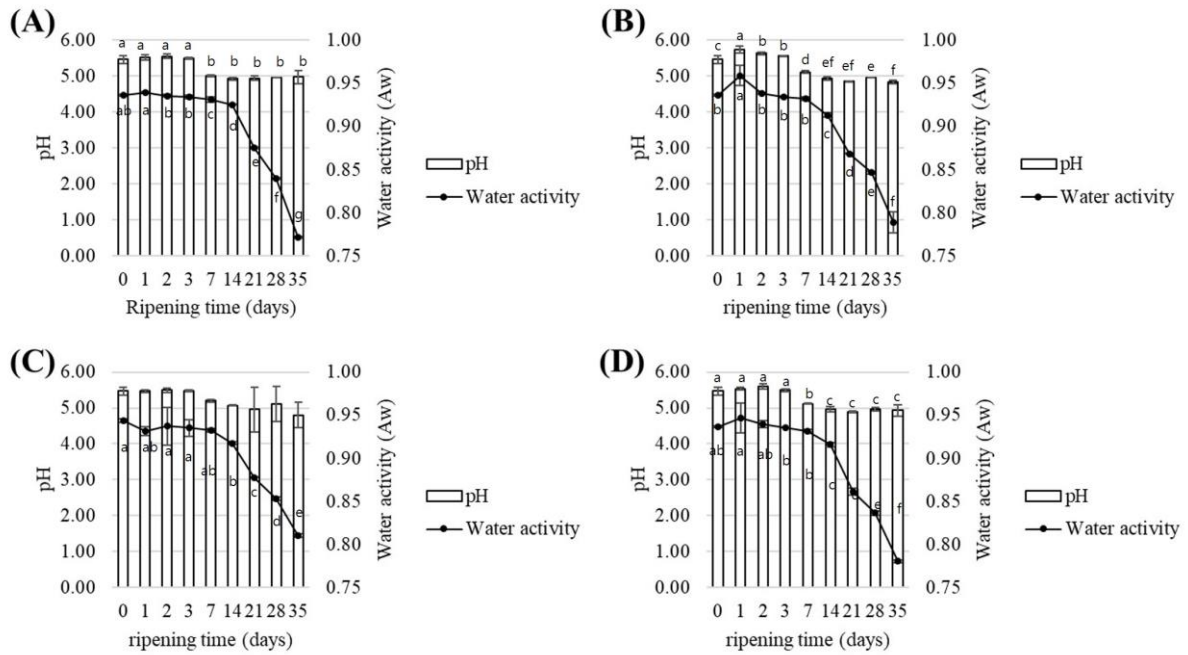 (A)
6.00 5.00 4.00 3.00 2.00 1.00 0.00
pH
a a a a b b b b b
ab a b b c d e f g
1.00 0.95 0.90 0.85 0.80 0.75
Water activity (Aw)
0 1 2 3 7 14 21 28 35
Ripening time (days)
pH
Water activity
(B)
6.00 5.00 4.00 3.00 2.00 1.00 0.00
pH
c a b b d ef ef e f
b a b b b c d e f
1.00 0.95 0.90 0.85 0.80 0.75
Water activity (Aw)
0 1 2 3 7 14 21 28 35
ripening time (days)
pH
Water activity
(C)
6.00 5.00 4.00 3.00 2.00 1.00 0.00
pH
a ab a a ab b c d e
1.00 0.95 0.90 0.85 0.80 0.75
Water activity (Aw)
0 1 2 3 7 14 21 28 35
ripening time (days)
pH
Water activity
(D)
6.00 5.00 4.00 3.00 2.00 1.00 0.00
pH
a a a a b c c c c
ab a ab b b c d e f
1.00 0.95 0.90 0.85 0.80 0.75
Water activity (Aw)
0 1 2 3 7 14 21 28 35
ripening time (days)
pH
Water activity